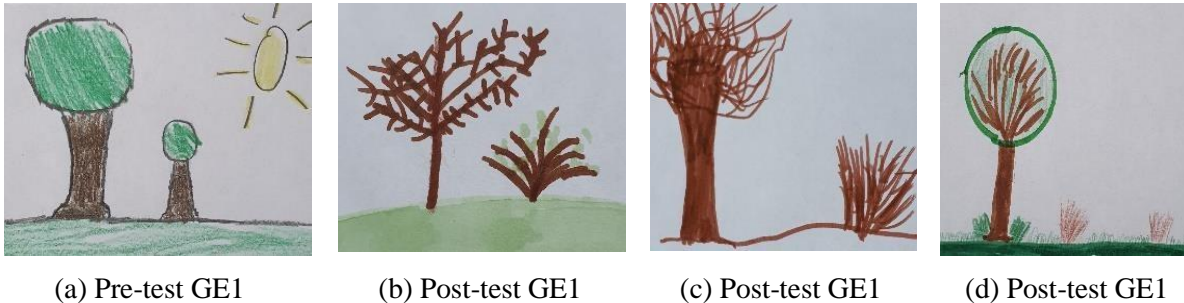 (a) Pre-test GE1
(b) Post-test GE1
(c) Post-test GE1
(d) Post-test GE1